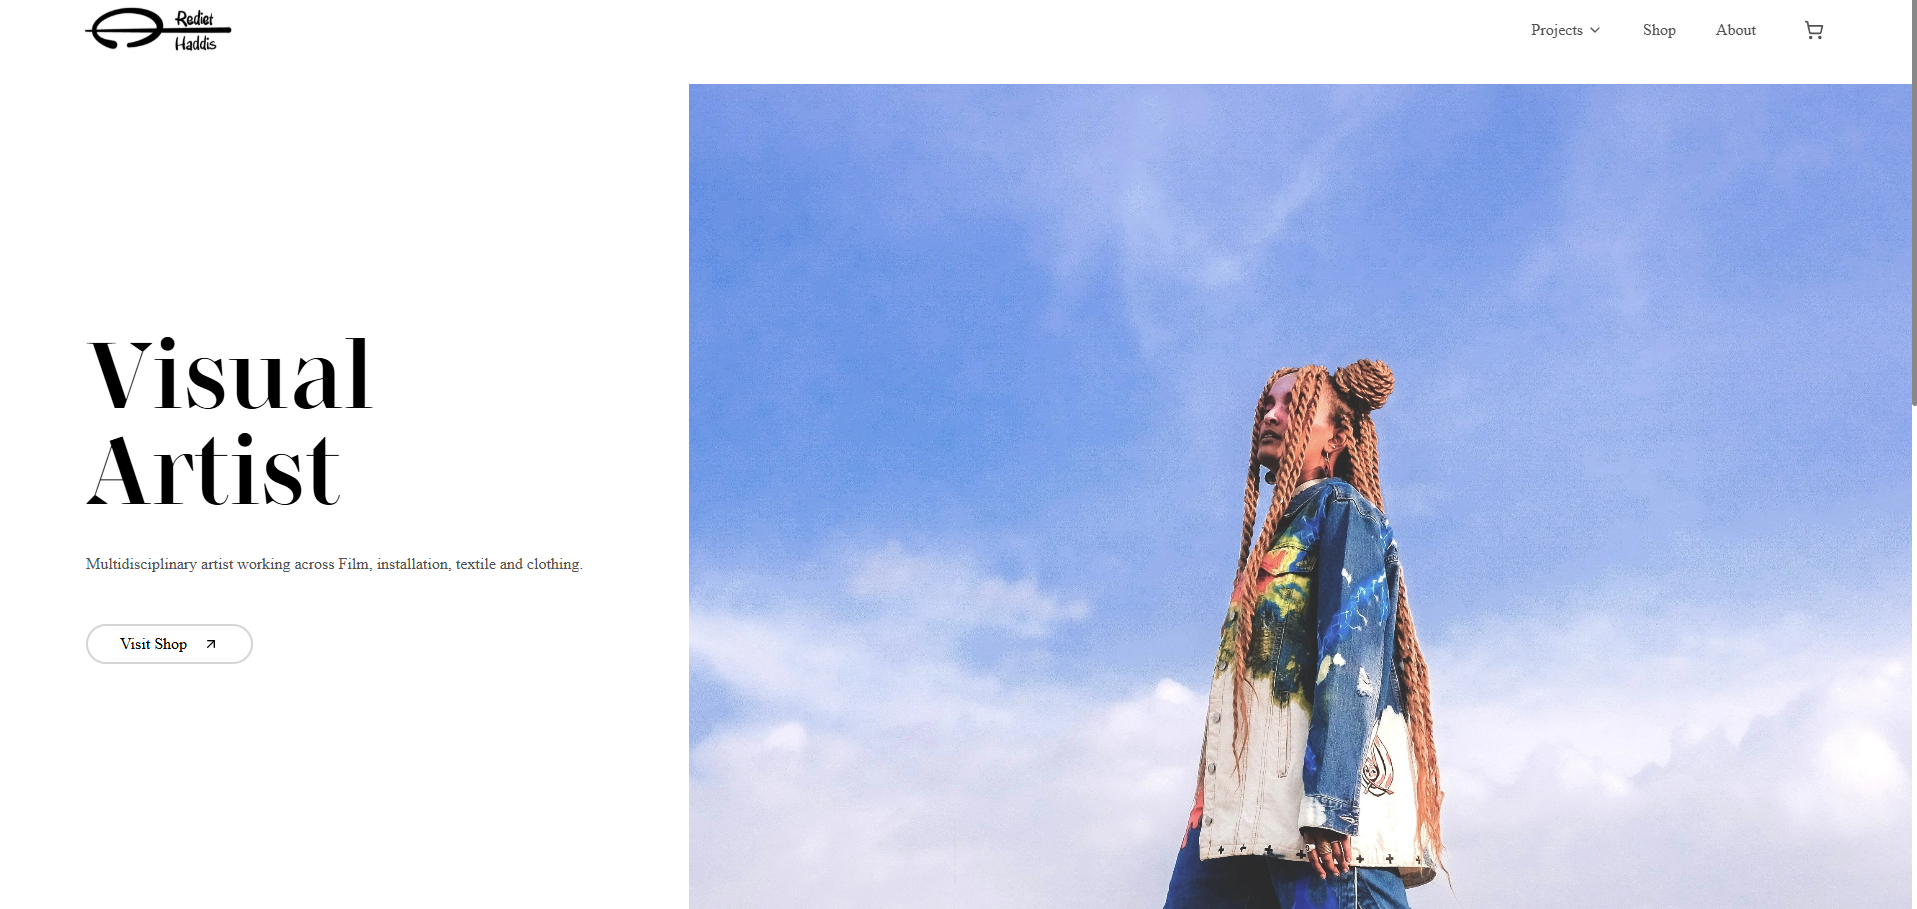 Rediet
Haddis
Projects
Shop
About
Visual
Artist
Multidisciplinary artist working across Film, installation, textile and clothing.
Visit Shop